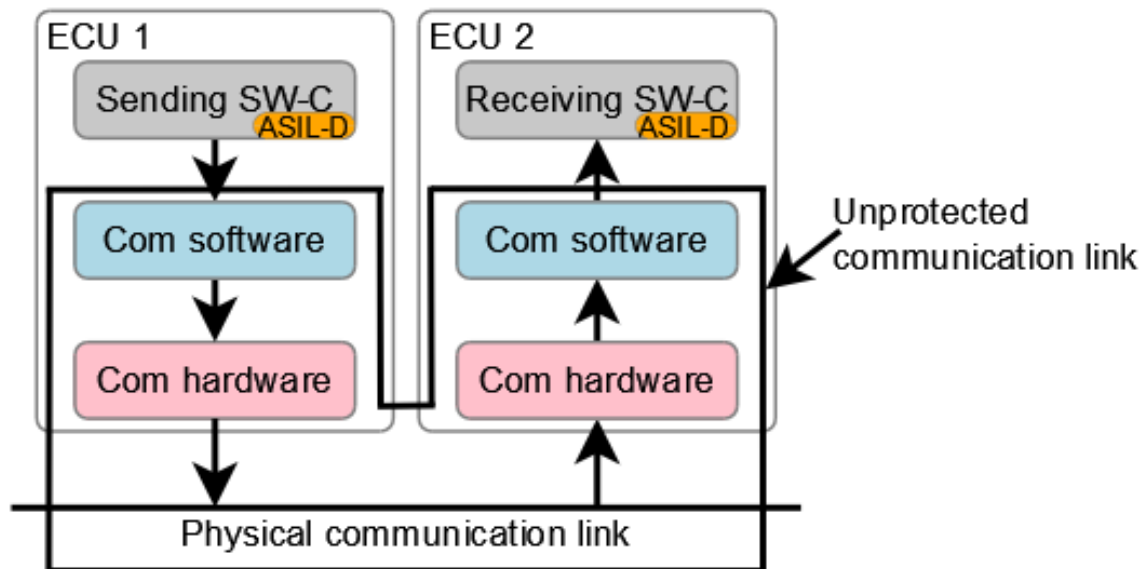 ECU 1
Sending SW-C
ASIL-D
Com software
Com hardware
ECU 2
Receiving SW-C
ASIL-D
Com software
Com hardware
Unprotected
communication link
Physical communication link